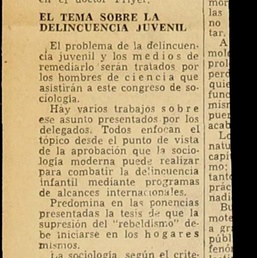 en el doctor
EL TEMA SOBRE LA
DELINCUENCIA JUVENIL
El problema de la delincuen-
cia juvenil y los medios de
remediarlo serán tratados por
los hombres de ciencia que
asistirán a este congreso de so-
ciología.
Hay varios trabajos sobre
ese asunto presentados por los
delegados. Todos enfocan el
tópico desde el punto de vista
de la aprobación que la socio-
logía moderna puede realizar
para combatir la delincuencia
infantil mediante programas
de alcances internacionales.
Predomina en las ponencias
presentadas la tesis de que la
supresión del "rebeldismo" de-
be iniciarse en los hogares
mismos.
La sociología, según el crite-